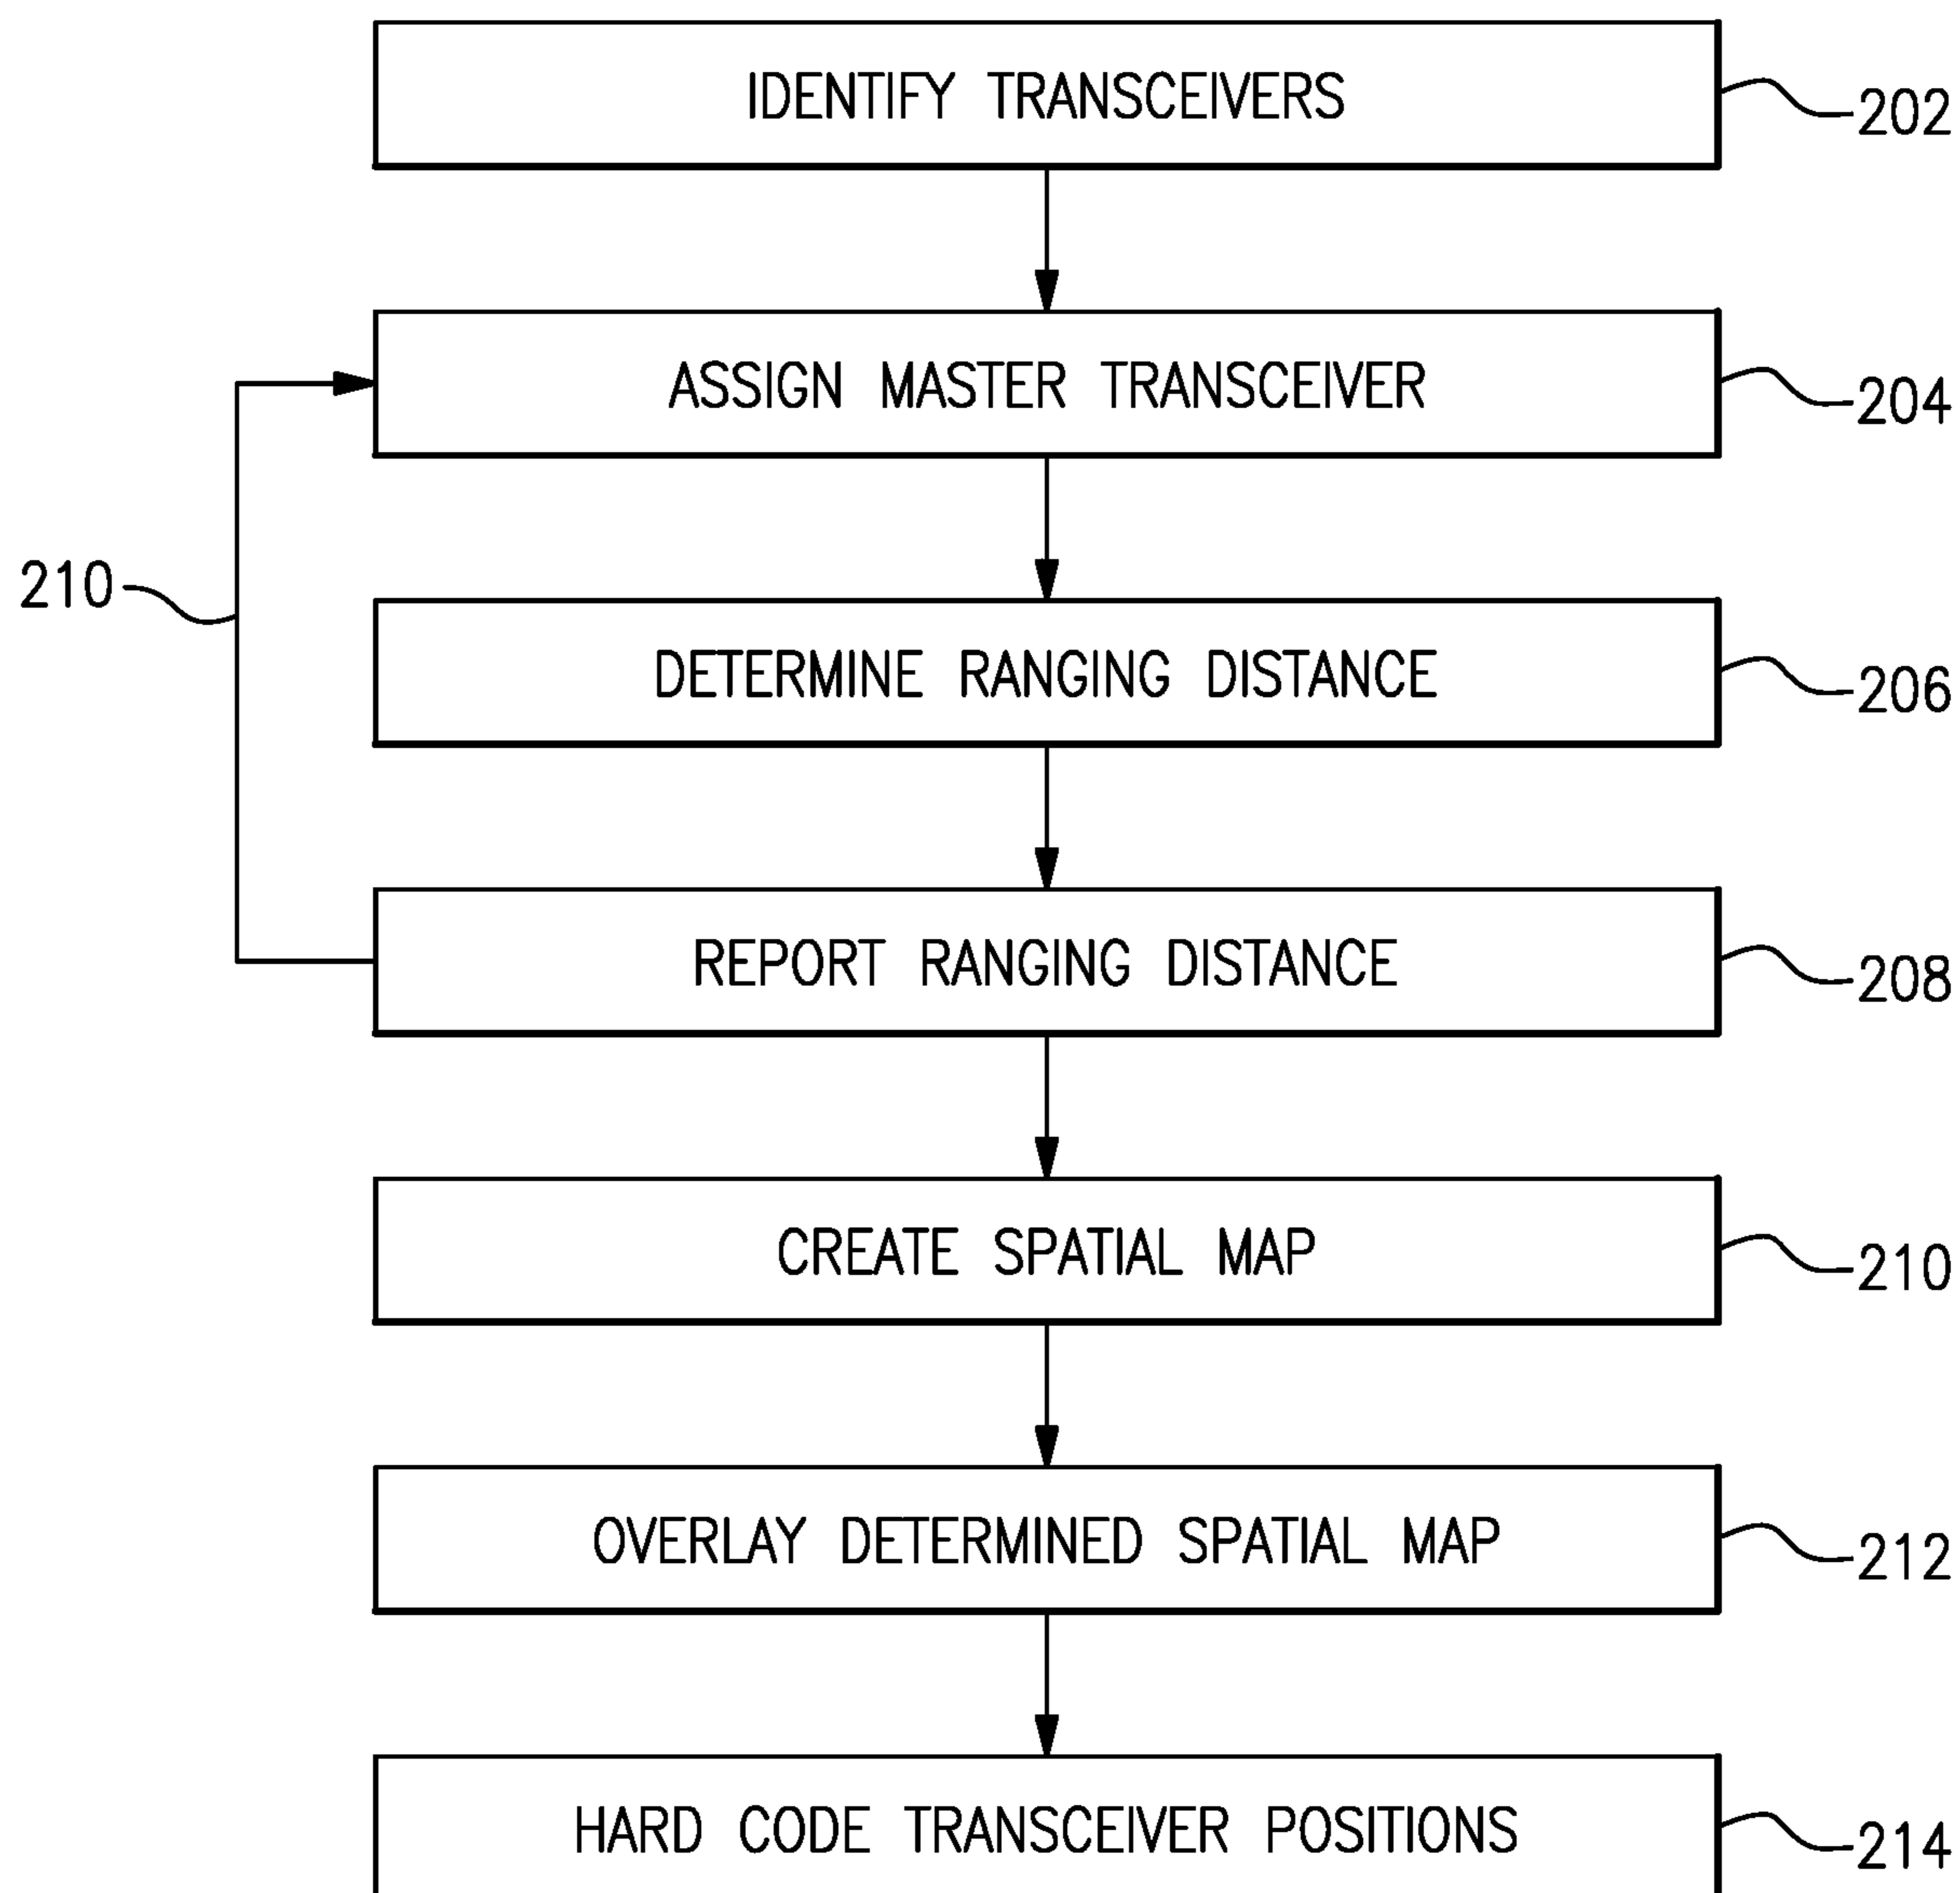 IDENTIFY TRANSCEIVERS
202
ASSIGN MASTER TRANSCEIVER
204
210
DETERMINE RANGING DISTANCE
206
REPORT RANGING DISTANCE
208
CREATE SPATIAL MAP
210
OVERLAY DETERMINED SPATIAL MAP
212
HARD CODE TRANSCEIVER POSITIONS
214